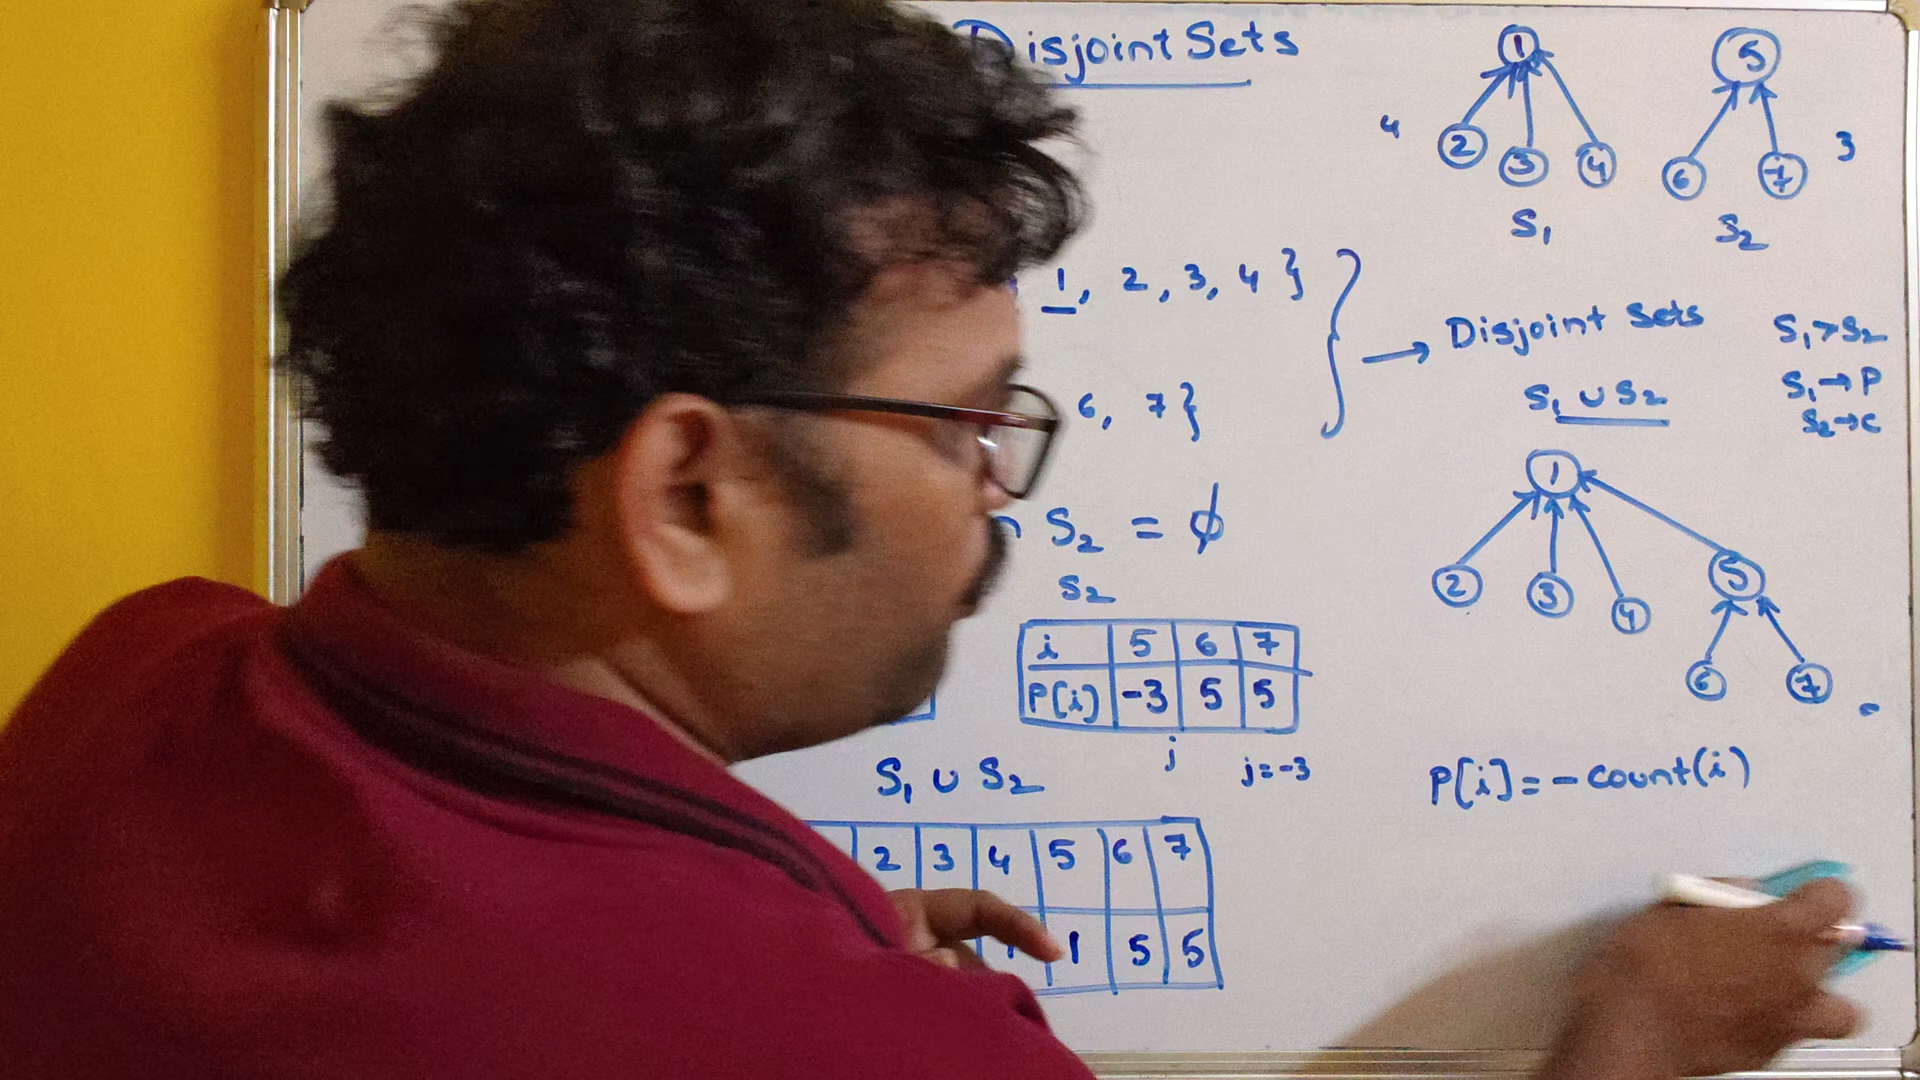 Disjoint Sets
1 5
4 2 3 4 6 7 3
S₁ S₂
1, 2, 3, 4 }
6, 7 }
→ Disjoint Sets
S₁ > S₂
S₁ → P
S₂ → C
S₁ ∪ S₂
1
2 3 4 5
6 7
∩ S₂ = ϕ
S₂
i 5 6 7
P[i] -3 5 5
j j=-3
P[i] = -count(i)
S₁ ∪ S₂
2 3 4 5 6 7
1 5 5